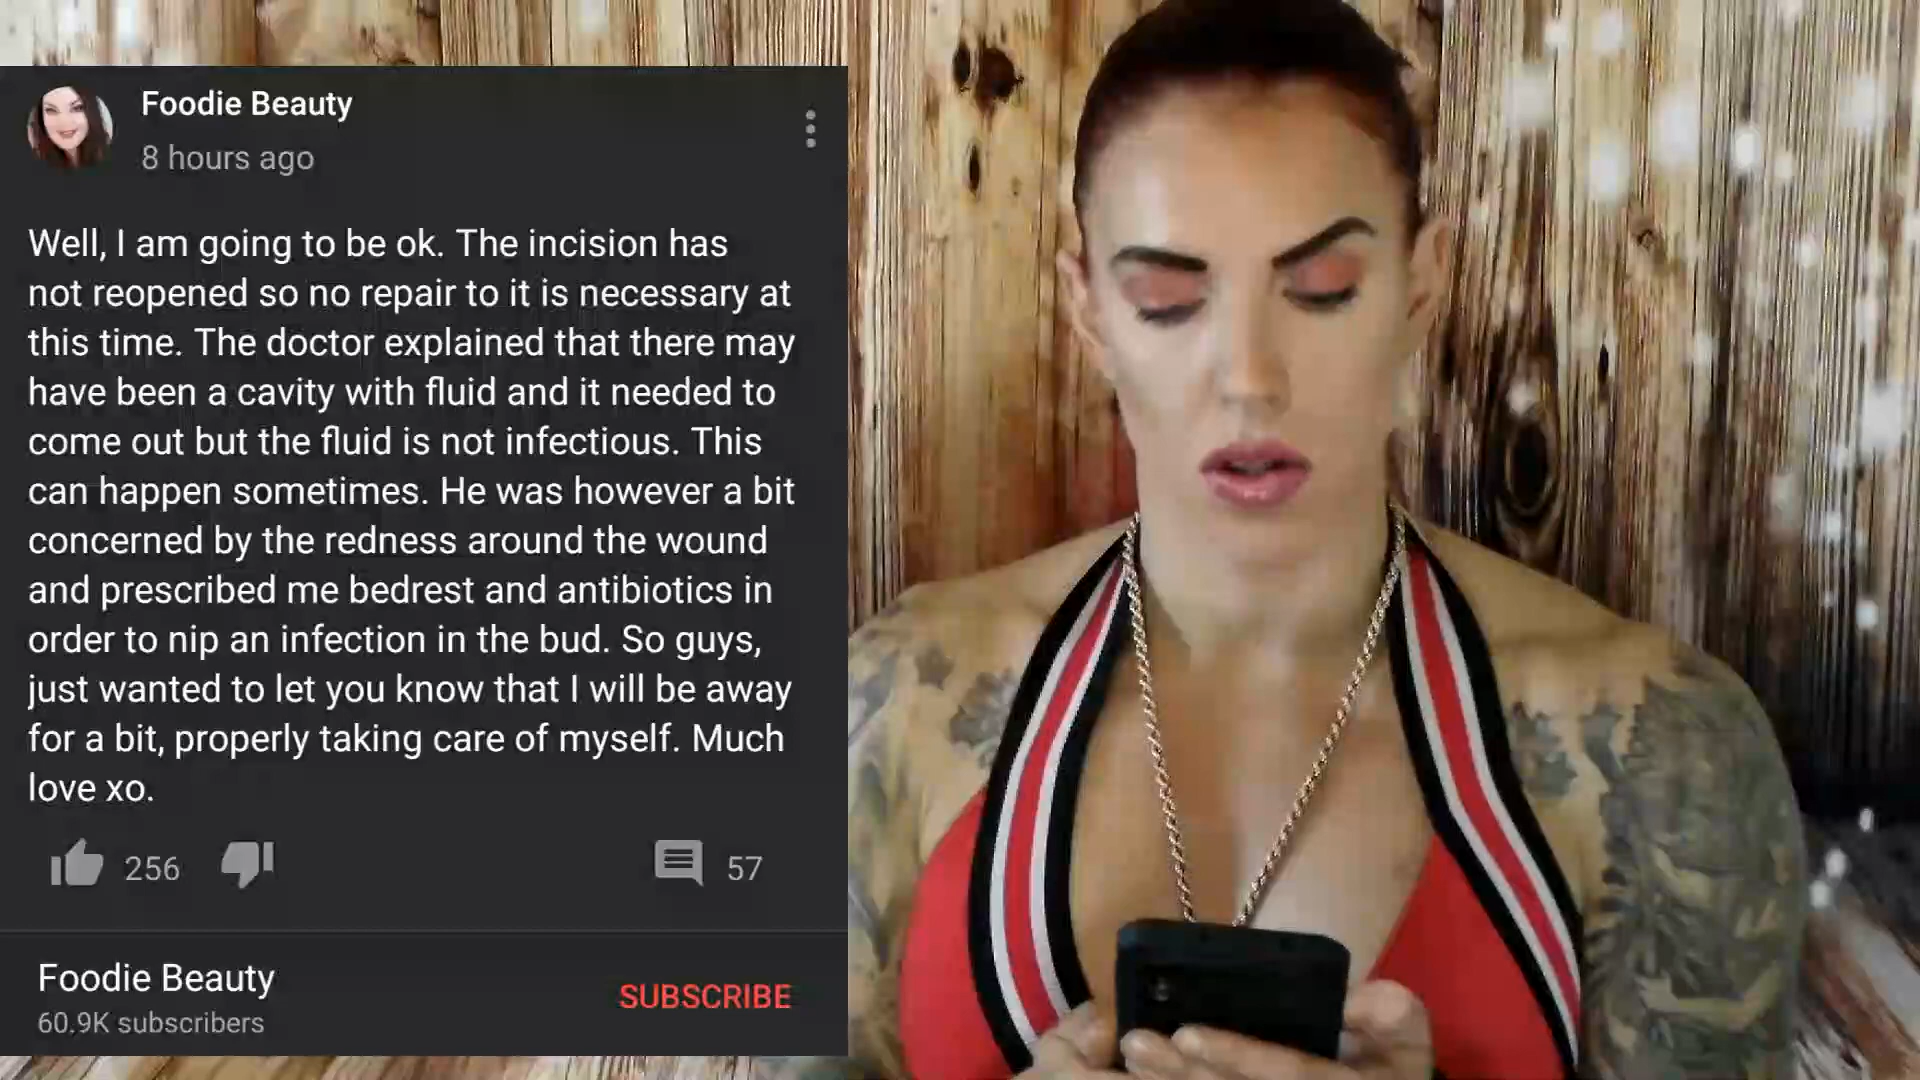 Foodie Beauty
8 hours ago
Well, I am going to be ok. The incision has
not reopened so no repair to it is necessary at
this time. The doctor explained that there may
have been a cavity with fluid and it needed to
come out but the fluid is not infectious. This
can happen sometimes. He was however a bit
concerned by the redness around the wound
and prescribed me bedrest and antibiotics in
order to nip an infection in the bud. So guys,
just wanted to let you know that I will be away
for a bit, properly taking care of myself. Much
love xo.
256
57
Foodie Beauty
SUBSCRIBE
60.9K subscribers